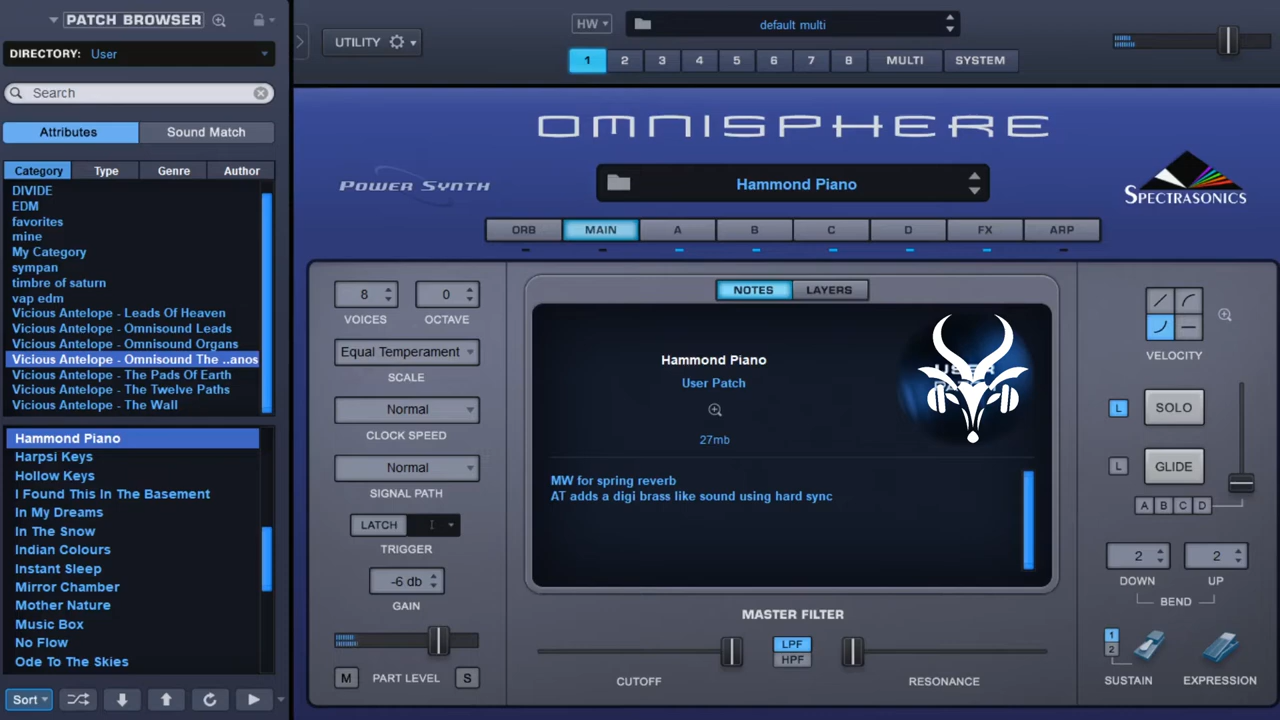 PATCH BROWSER
DIRECTORY: User
Search
Attributes Sound Match
Category Type Genre Author
DIVIDE
EDM
favorites
mine
My Category
sympan
timbre of saturn
vap edm
Vicious Antelope - Leads Of Heaven
Vicious Antelope - Omnisound Leads
Vicious Antelope - Omnisound Organs
Vicious Antelope - Omnisound The ..anos
Vicious Antelope - The Pads Of Earth
Vicious Antelope - The Twelve Paths
Vicious Antelope - The Wall
Hammond Piano
Harpsi Keys
Hollow Keys
I Found This In The Basement
In My Dreams
In The Snow
Indian Colours
Instant Sleep
Mirror Chamber
Mother Nature
Music Box
No Flow
Ode To The Skies
Sort
UTILITY
HW
default multi
1 2 3 4 5 6 7 8 MULTI SYSTEM
OMNISPHERE
POWER SYNTH
Hammond Piano
SPECTRASONICS
ORB MAIN A B C D FX ARP
8 0
VOICES OCTAVE
Equal Temperament
SCALE
Normal
CLOCK SPEED
Normal
SIGNAL PATH
LATCH
TRIGGER
-6 db
GAIN
M PART LEVEL S
NOTES LAYERS
Hammond Piano
User Patch
27mb
MW for spring reverb
AT adds a digi brass like sound using hard sync
MASTER FILTER
LPF
HPF
CUTOFF RESONANCE
VELOCITY
L SOLO
L GLIDE
A B C D
2 2
DOWN UP
BEND
1
2
SUSTAIN EXPRESSION